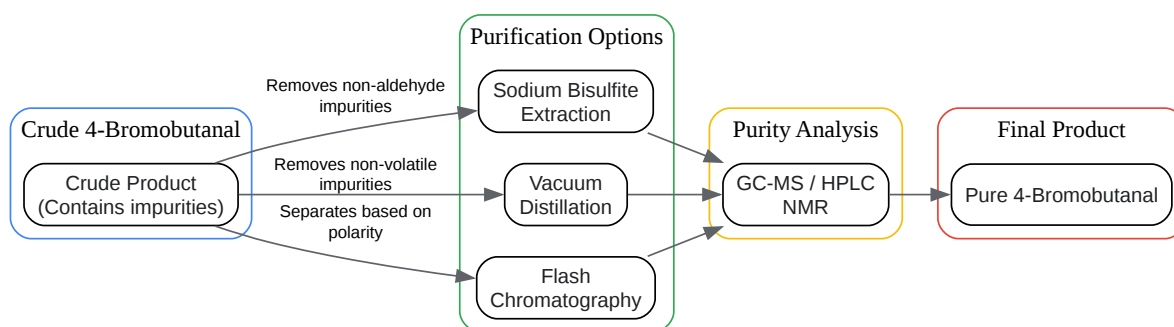 Crude 4-Bromobutanal
Crude Product
(Contains impurities)
Removes non-aldehyde
impurities
Removes non-volatile
impurities
Separates based on
polarity
Purification Options
Sodium Bisulfite
Extraction
Vacuum
Distillation
Flash
Chromatography
Purity Analysis
GC-MS / HPLC
NMR
Final Product
Pure 4-Bromobutanal